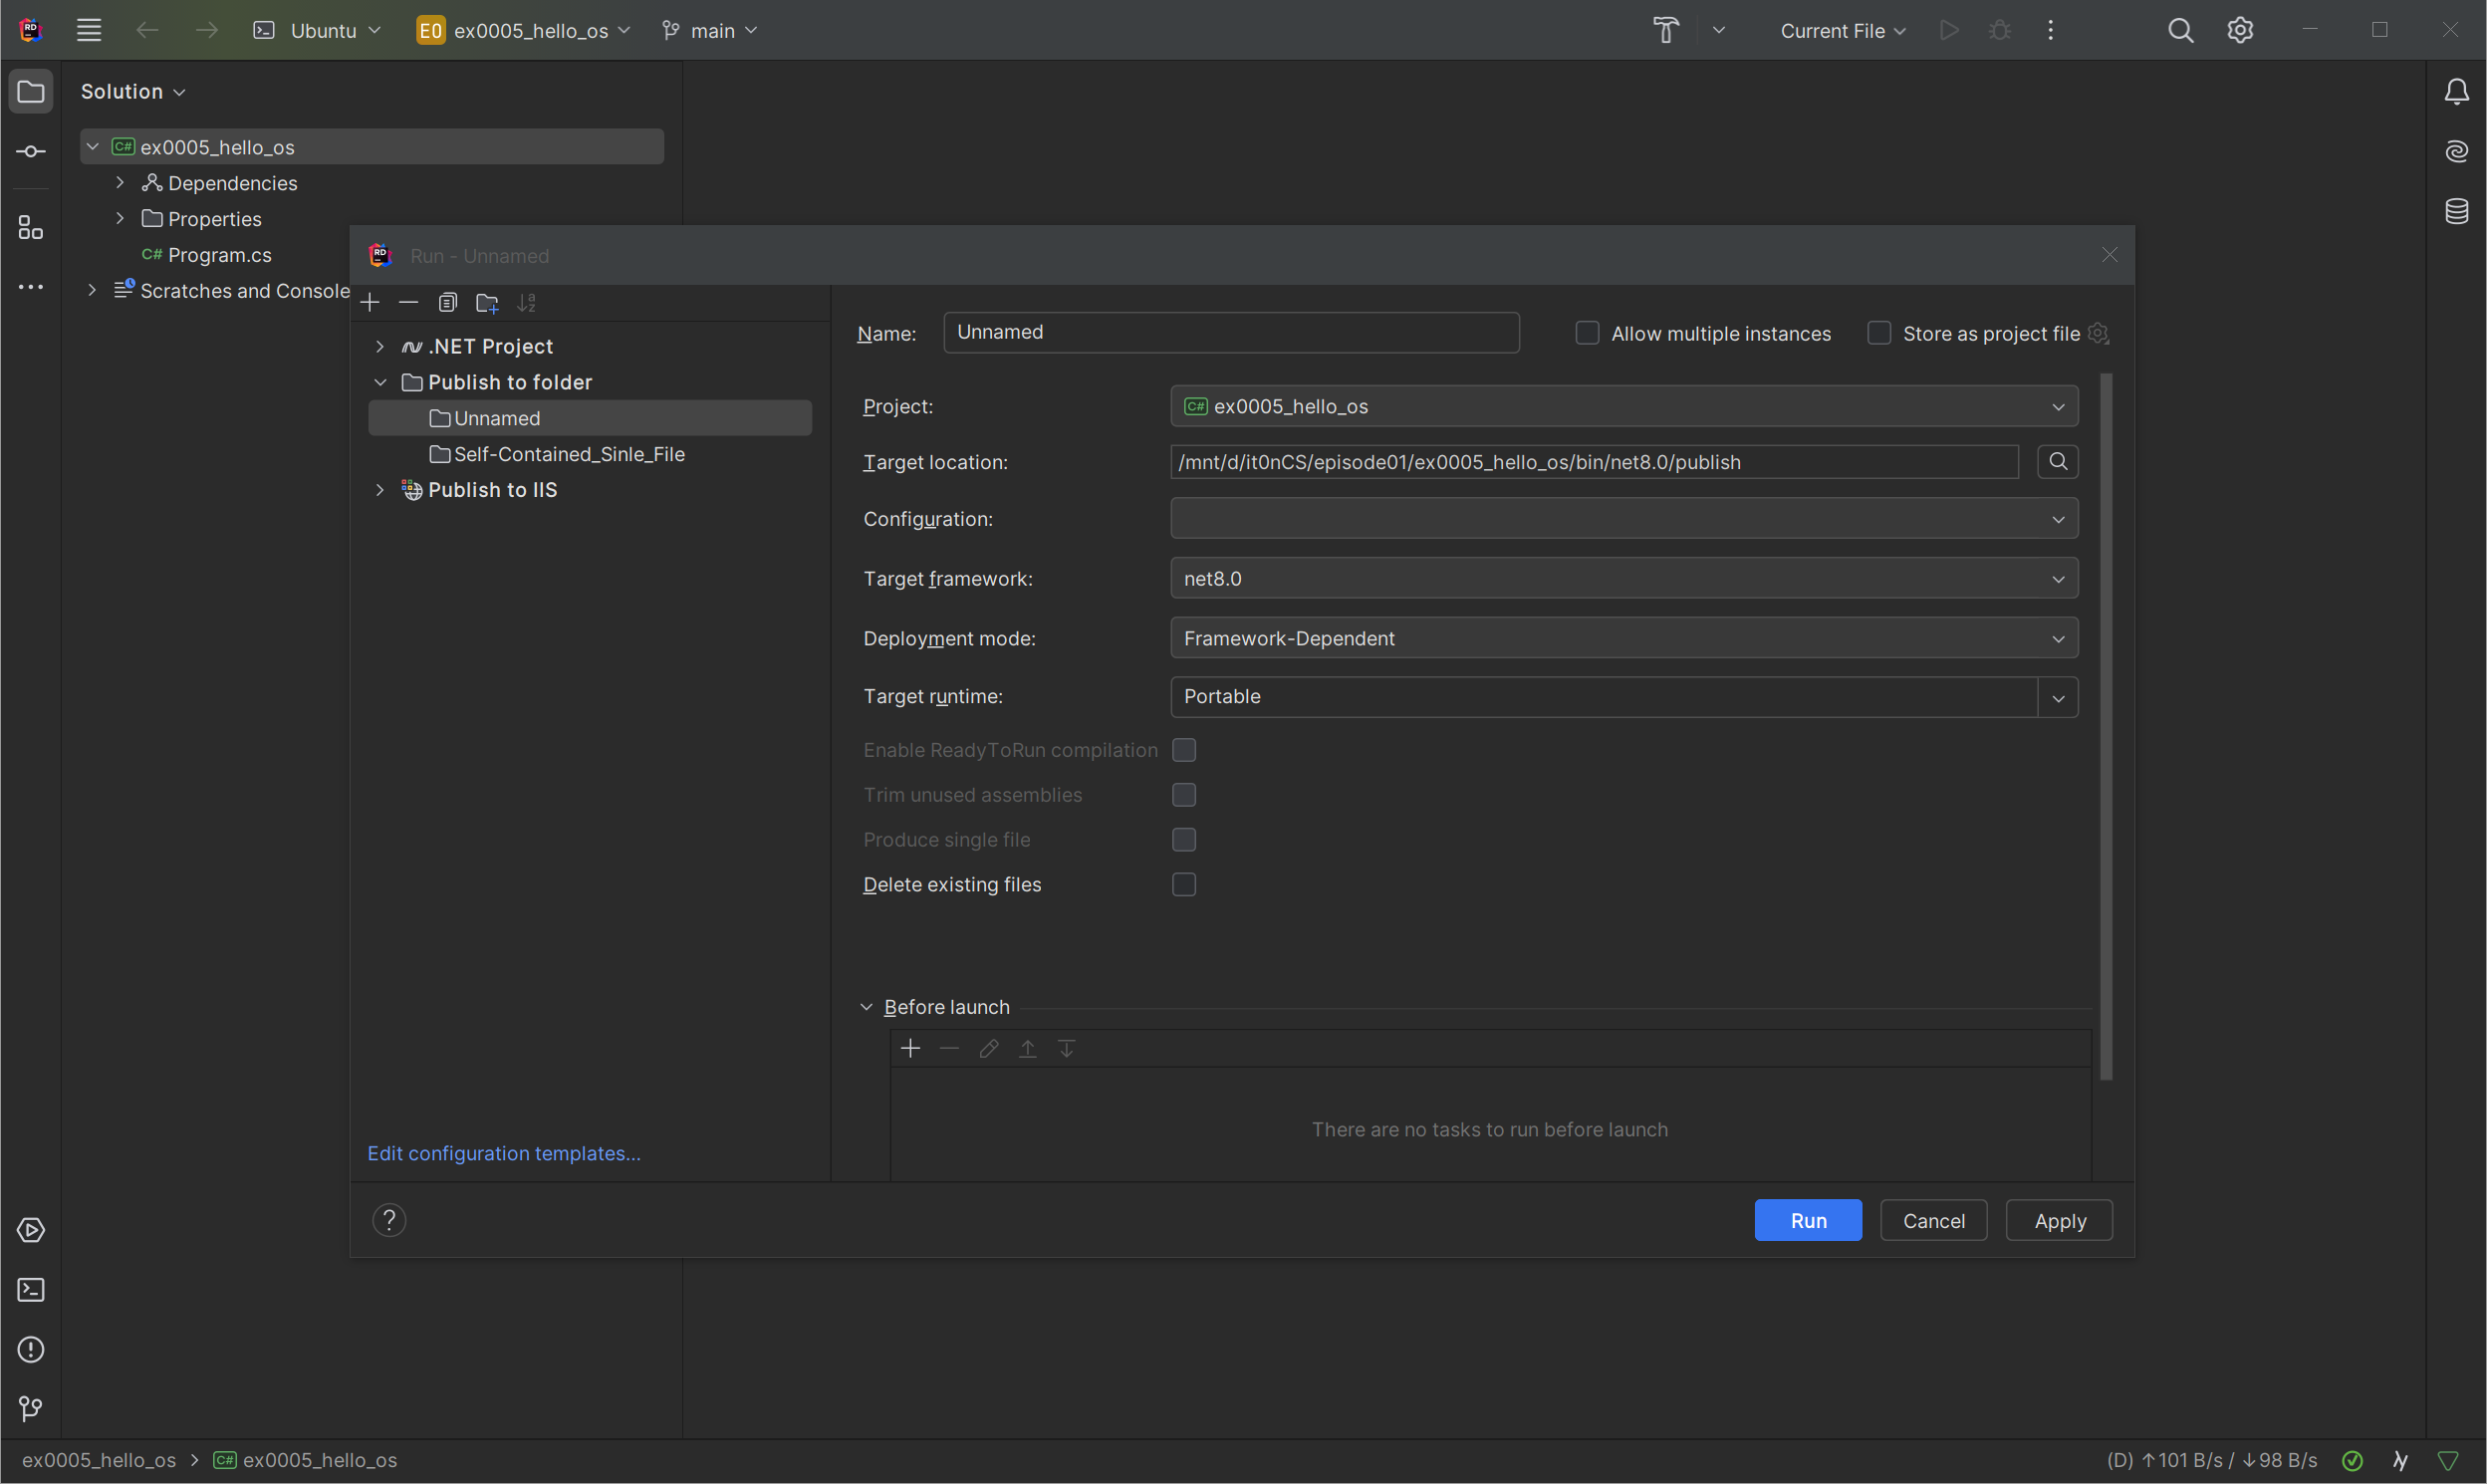 Ubuntu
E0 ex0005_hello_os
main
Current File
Solution
C# ex0005_hello_os
Dependencies
Properties
C# Program.cs
Scratches and Console
RD Run - Unnamed
.NET Project
Publish to folder
Unnamed
Self-Contained_Sinle_File
Publish to IIS
Edit configuration templates...
Name: Unnamed
Allow multiple instances
Store as project file
Project: C# ex0005_hello_os
Target location: /mnt/d/it0nCS/episode01/ex0005_hello_os/bin/net8.0/publish
Configuration:
Target framework: net8.0
Deployment mode: Framework-Dependent
Target runtime: Portable
Enable ReadyToRun compilation
Trim unused assemblies
Produce single file
Delete existing files
Before launch
There are no tasks to run before launch
? Run Cancel Apply
ex0005_hello_os > C# ex0005_hello_os
(D) ↑101 B/s / ↓98 B/s